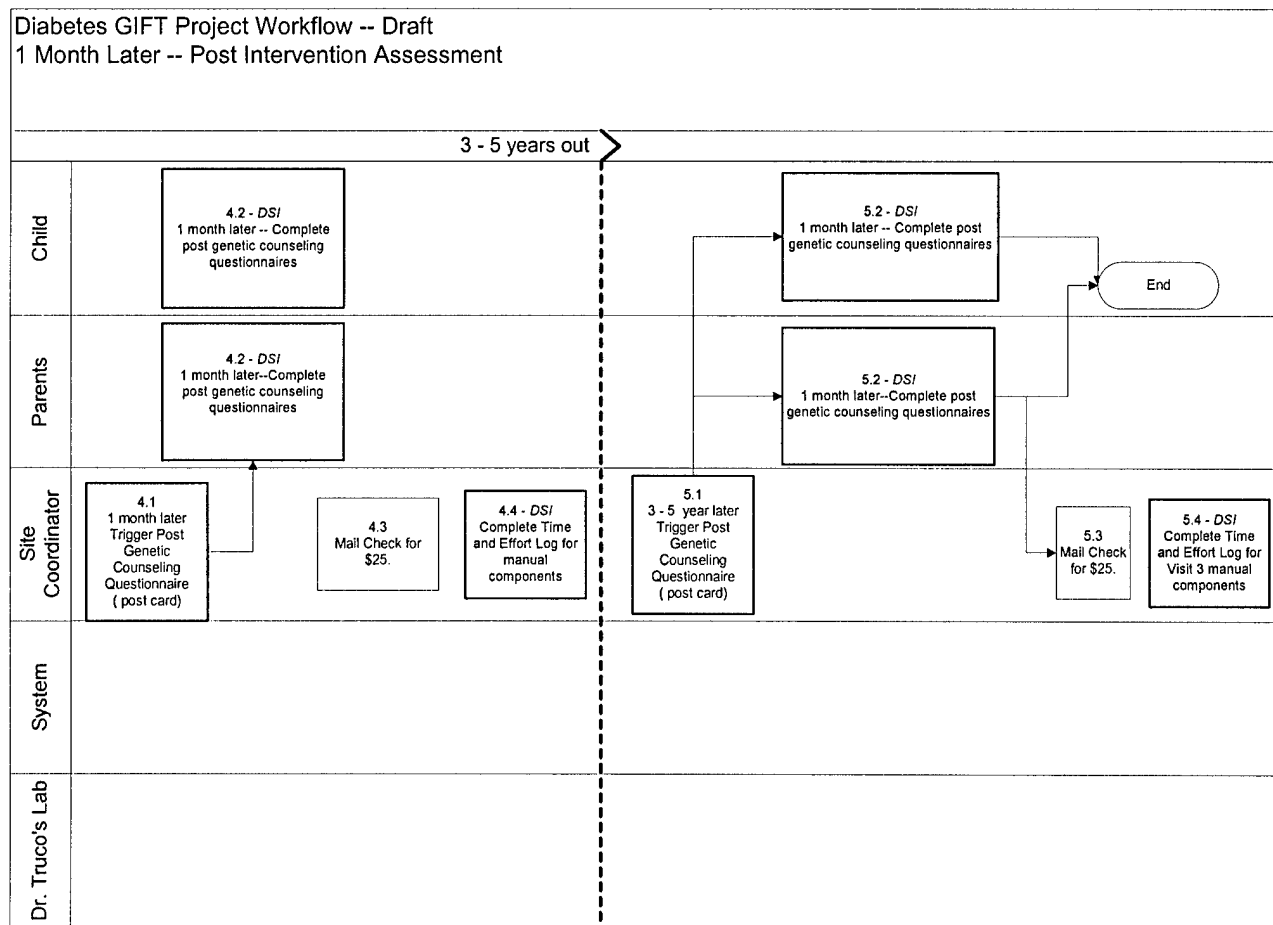 Diabetes GIFT Project Workflow -- Draft
1 Month Later -- Post Intervention Assessment
3 - 5 years out
Child
4.2 - DSI
1 month later -- Complete
post genetic counseling
questionnaires
5.2 - DSI
1 month later -- Complete post
genetic counseling questionnaires
End
Parents
4.2 - DSI
1 month later--Complete
post genetic counseling
questionnaires
5.2 - DSI
1 month later--Complete post
genetic counseling questionnaires
Site
Coordinator
4.1
1 month later
Trigger Post
Genetic
Counseling
Questionnaire
( post card)
4.3
Mail Check for
$25.
4.4 - DSI
Complete Time
and Effort Log for
manual
components
5.1
3 - 5 year later
Trigger Post
Genetic
Counseling
Questionnaire
( post card)
5.3
Mail Check
for $25.
5.4 - DSI
Complete Time
and Effort Log for
Visit 3 manual
components
System
Dr. Truco's Lab